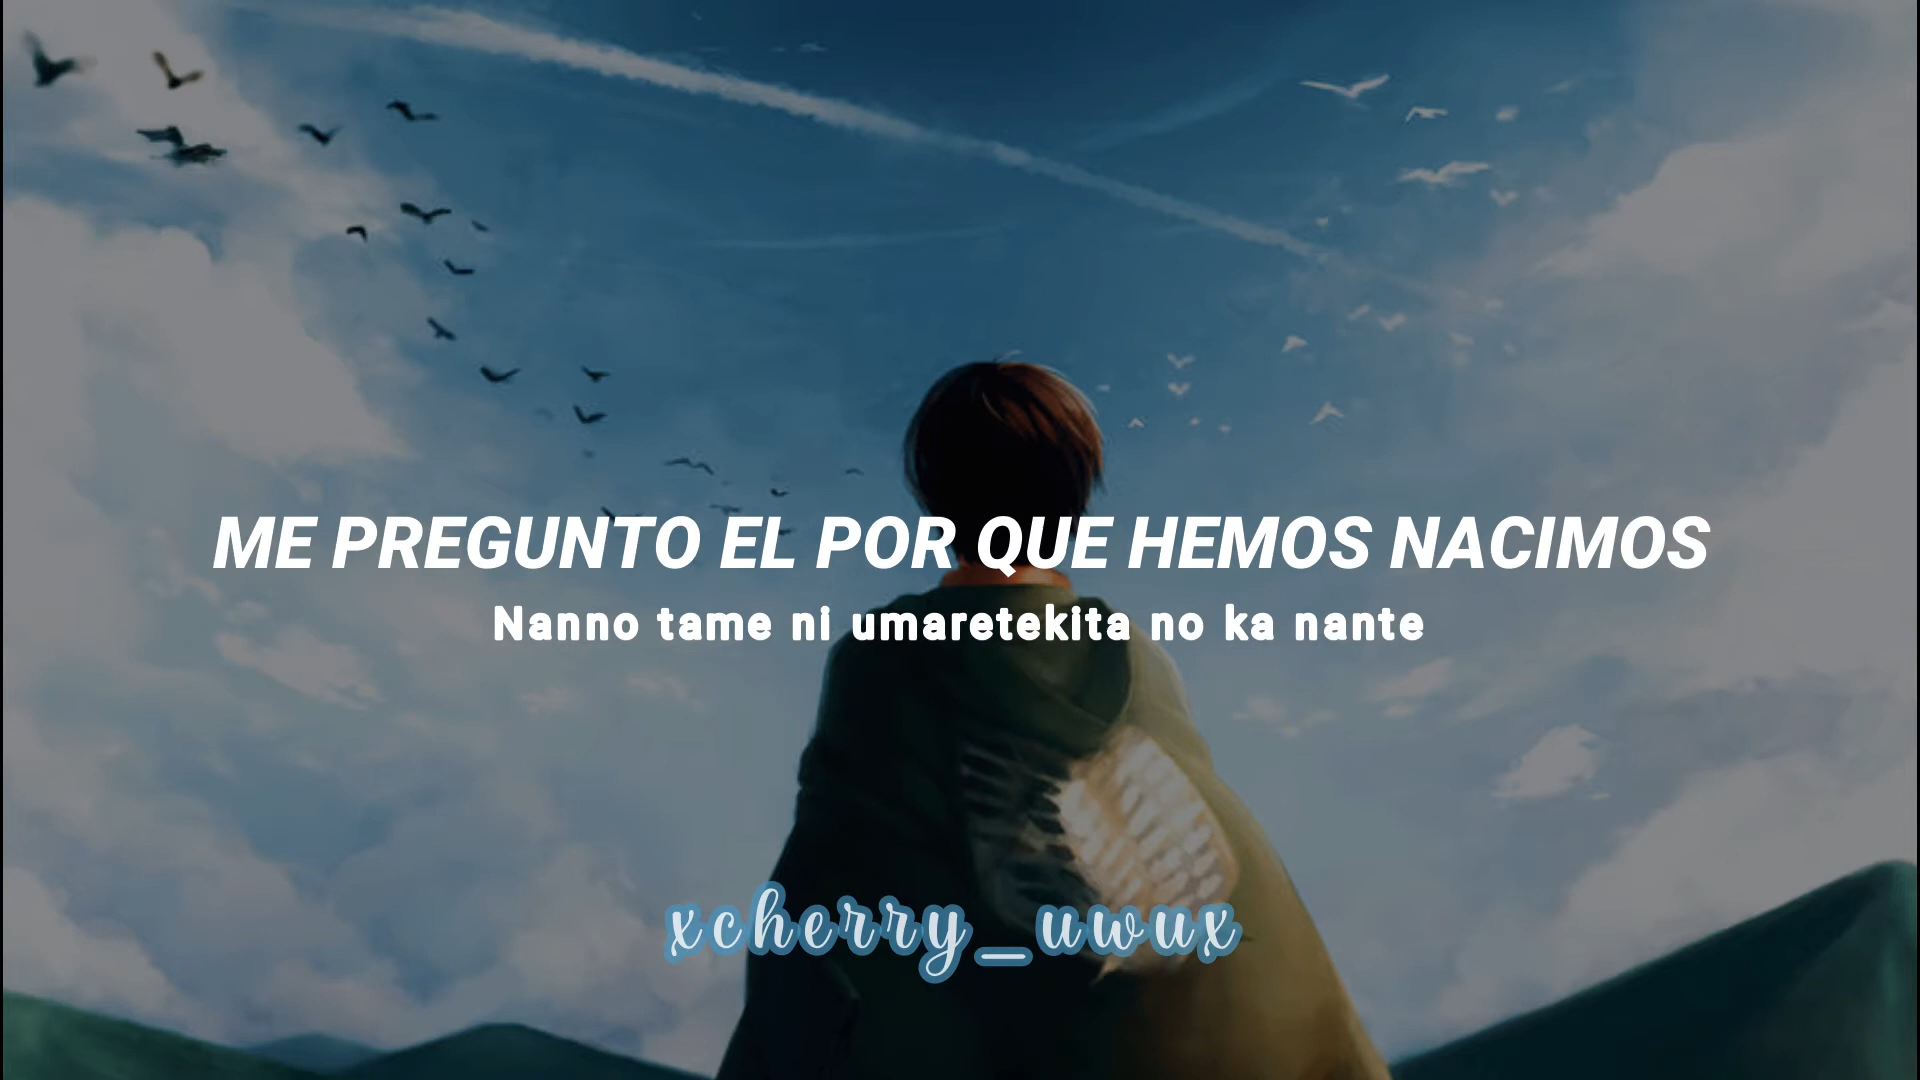 ME PREGUNTO EL POR QUE HEMOS NACIMOS
Nanno tame ni umaretekita no ka nante
xcherry_uwux